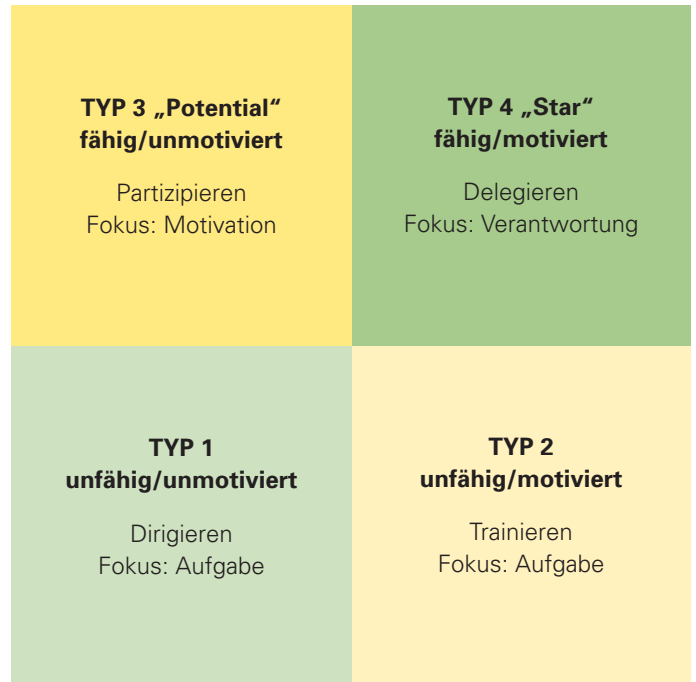 TYP 3 „Potential“
fähig/unmotiviert
Partizipieren
Fokus: Motivation
TYP 4 „Star“
fähig/motiviert
Delegieren
Fokus: Verantwortung
TYP 1
unfähig/unmotiviert
Dirigieren
Fokus: Aufgabe
TYP 2
unfähig/motiviert
Trainieren
Fokus: Aufgabe